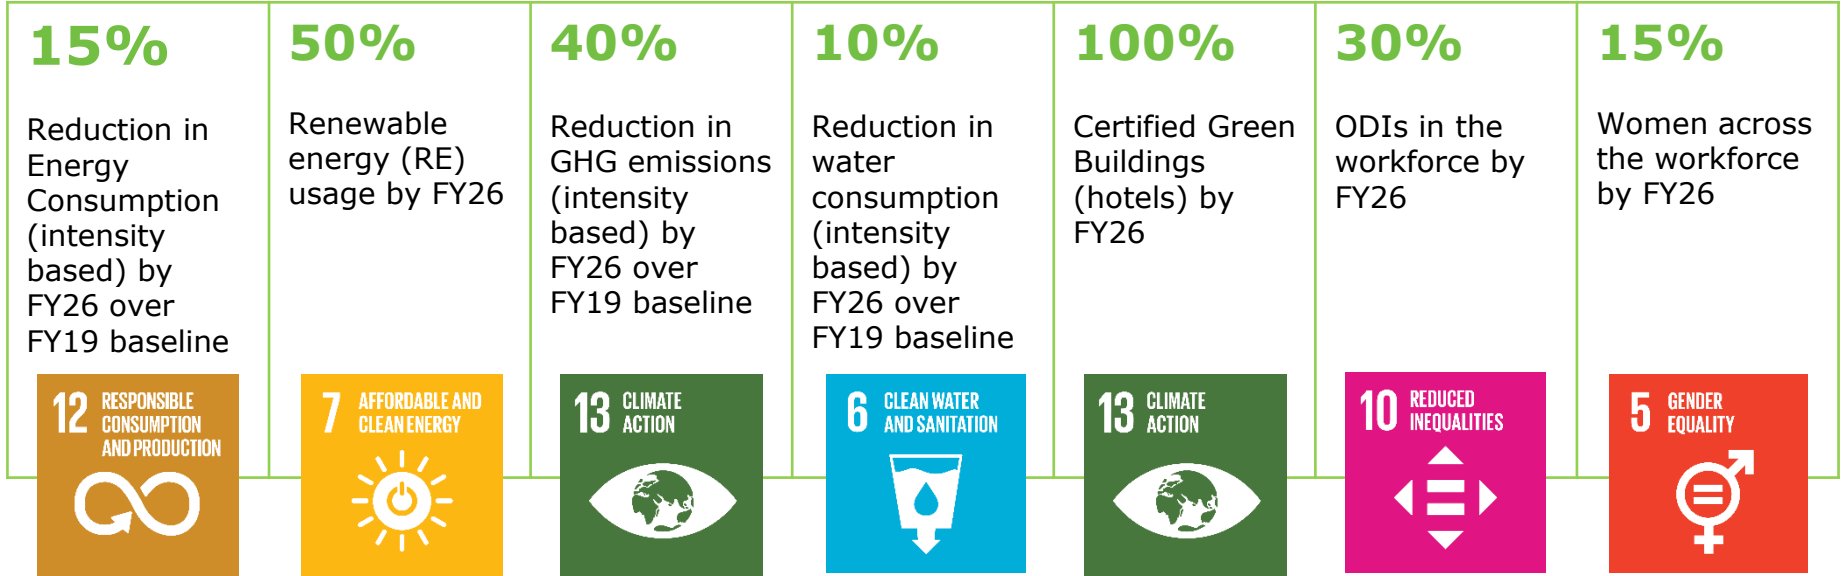 15%
Reduction in
Energy
Consumption
(intensity
based) by
FY26 over
FY19 baseline
12 RESPONSIBLE
CONSUMPTION
AND PRODUCTION
50%
Renewable
energy (RE)
usage by FY26
7 AFFORDABLE AND
CLEAN ENERGY
40%
Reduction in
GHG emissions
(intensity
based) by
FY26 over
FY19 baseline
13 CLIMATE
ACTION
10%
Reduction in
water
consumption
(intensity
based) by
FY26 over
FY19 baseline
6 CLEAN WATER
AND SANITATION
100%
Certified Green
Buildings
(hotels) by
FY26
13 CLIMATE
ACTION
30%
ODIs in the
workforce by
FY26
10 REDUCED
INEQUALITIES
15%
Women across
the workforce
by FY26
5 GENDER
EQUALITY